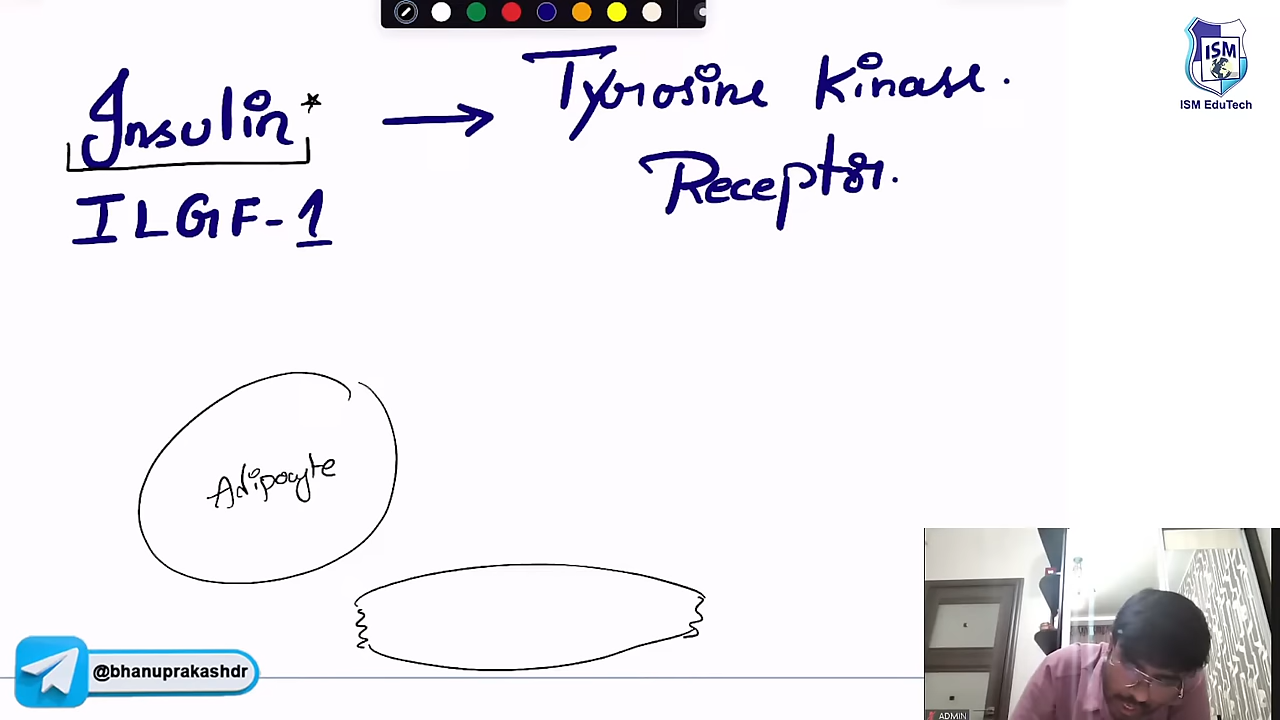 ISM
ISM EduTech
Insulin* → Tyrosine Kinase.
Receptor.
ILGF-1
Adipocyte
@bhanuprakashdr
ADMIN